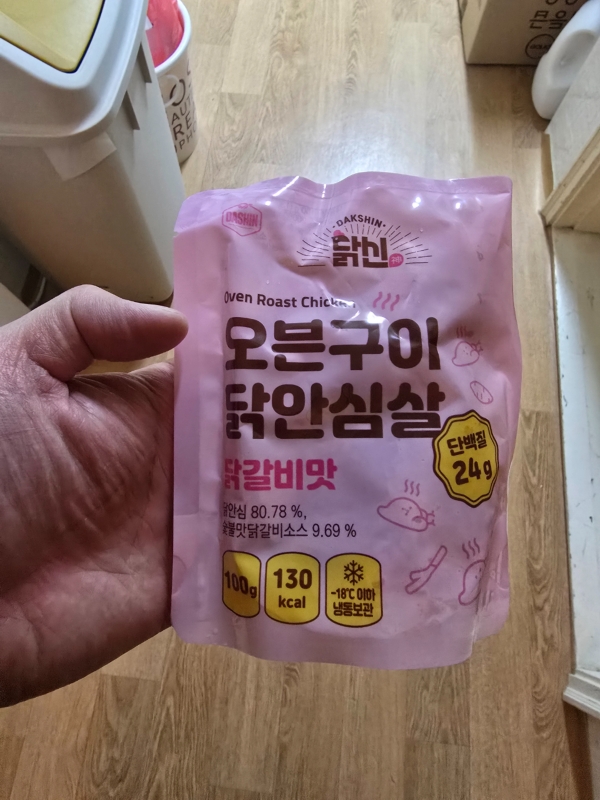 DASHIN
·DAKSHIN·
닭신
Oven Roast Chicken
오븐구이
닭안심살
닭갈비맛
단백질
24g
닭안심 80.78 %,
숯불맛닭갈비소스 9.69 %
100g
130
kcal
-18℃ 이하
냉동보관